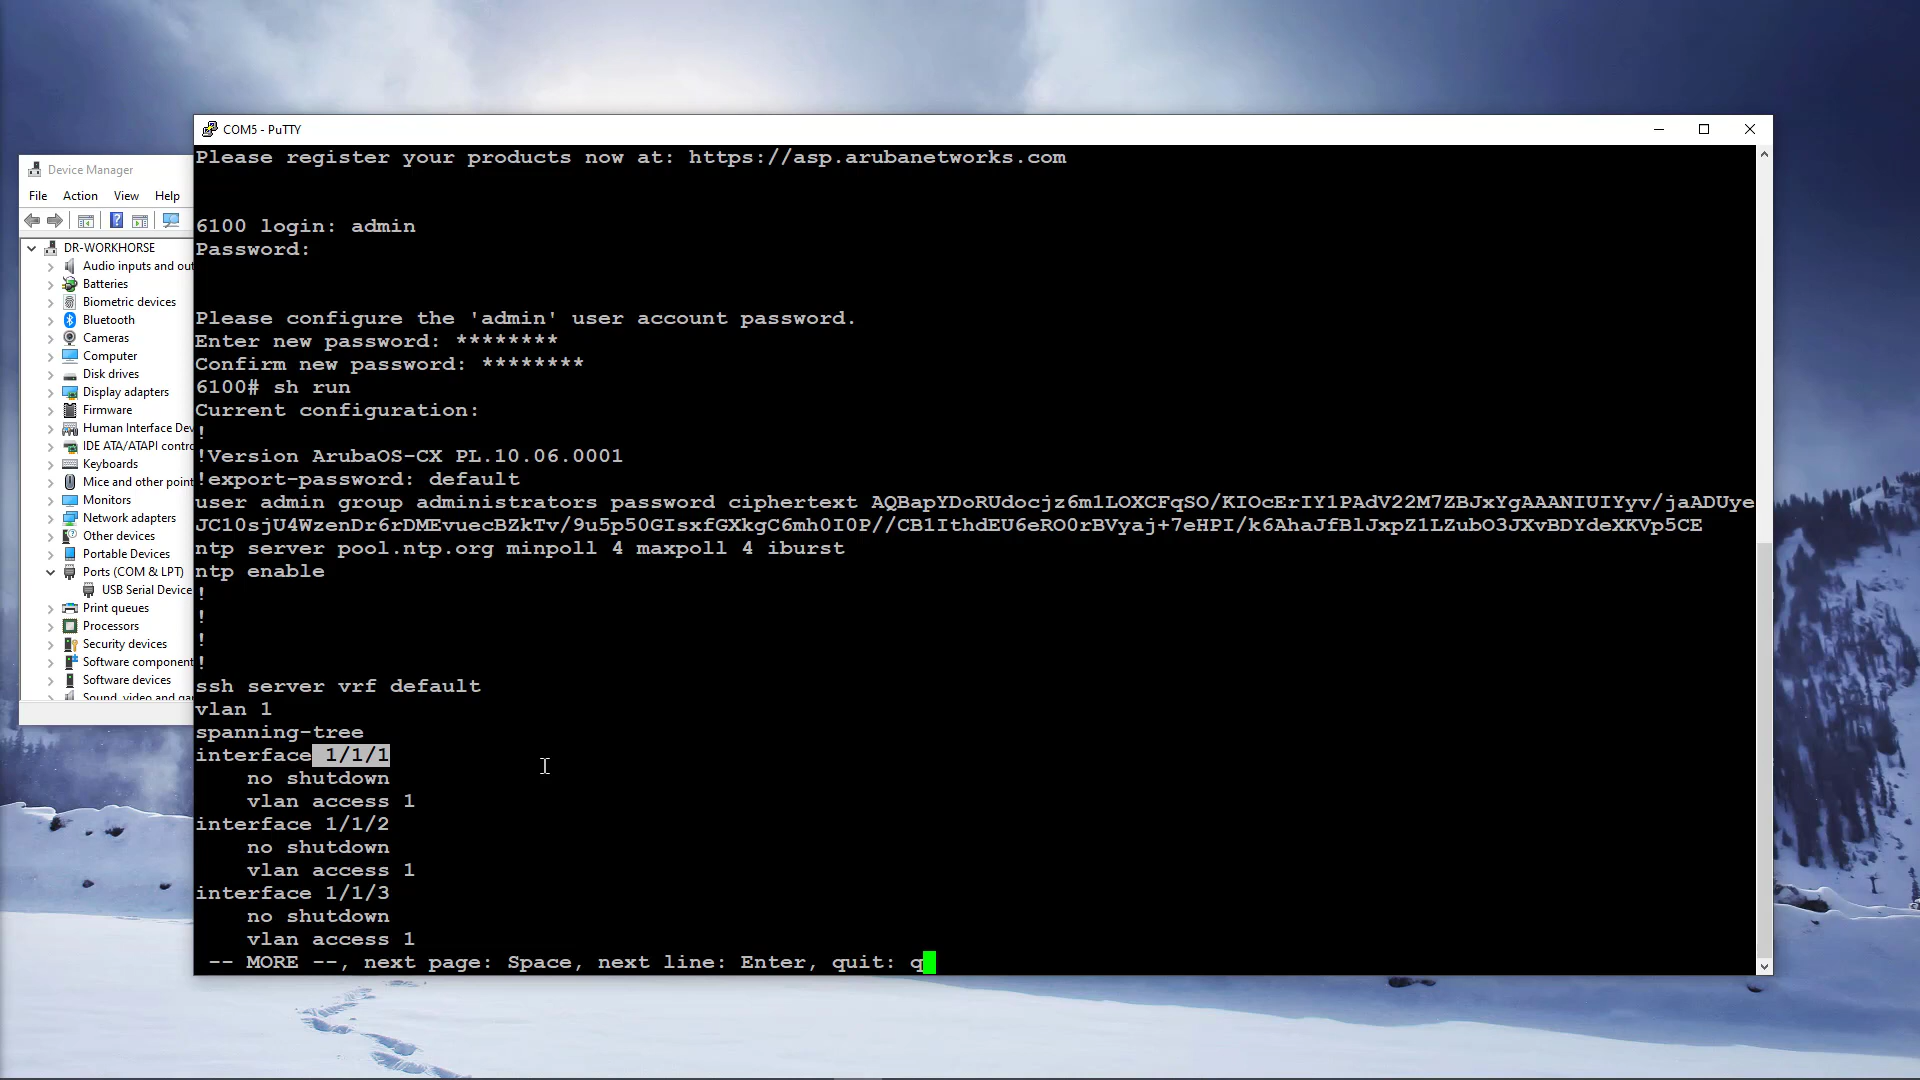 COM5 - PuTTY
Please register your products now at: https://asp.arubanetworks.com
6100 login: admin
Password:
Please configure the 'admin' user account password.
Enter new password: ********
Confirm new password: ********
6100# sh run
Current configuration:
!
!Version ArubaOS-CX PL.10.06.0001
!export-password: default
user admin group administrators password ciphertext AQBapYDoRUdocjz6m1LOXCFqSO/KIOcErIY1PAdV22M7ZBJxYgAAANIUIYyv/jaADUye
JC10sjU4WzenDr6rDMEvuecBZkTv/9u5p50GIsxfGXkgC6mh0I0P//CB1IthdEU6eRO0rBVyaj+7eHPI/k6AhaJfBlJxpZ1LZubO3JXvBDYdeXKVp5CE
ntp server pool.ntp.org minpoll 4 maxpoll 4 iburst
ntp enable
!
!
!
!
ssh server vrf default
vlan 1
spanning-tree
interface 1/1/1
no shutdown
vlan access 1
interface 1/1/2
no shutdown
vlan access 1
interface 1/1/3
no shutdown
vlan access 1
-- MORE --, next page: Space, next line: Enter, quit: q
Device Manager
File Action View Help
DR-WORKHORSE
Audio inputs and out
Batteries
Biometric devices
Bluetooth
Cameras
Computer
Disk drives
Display adapters
Firmware
Human Interface Dev
IDE ATA/ATAPI contro
Keyboards
Mice and other point
Monitors
Network adapters
Other devices
Portable Devices
Ports (COM & LPT)
USB Serial Device
Print queues
Processors
Security devices
Software component
Software devices
Sound, video and ga